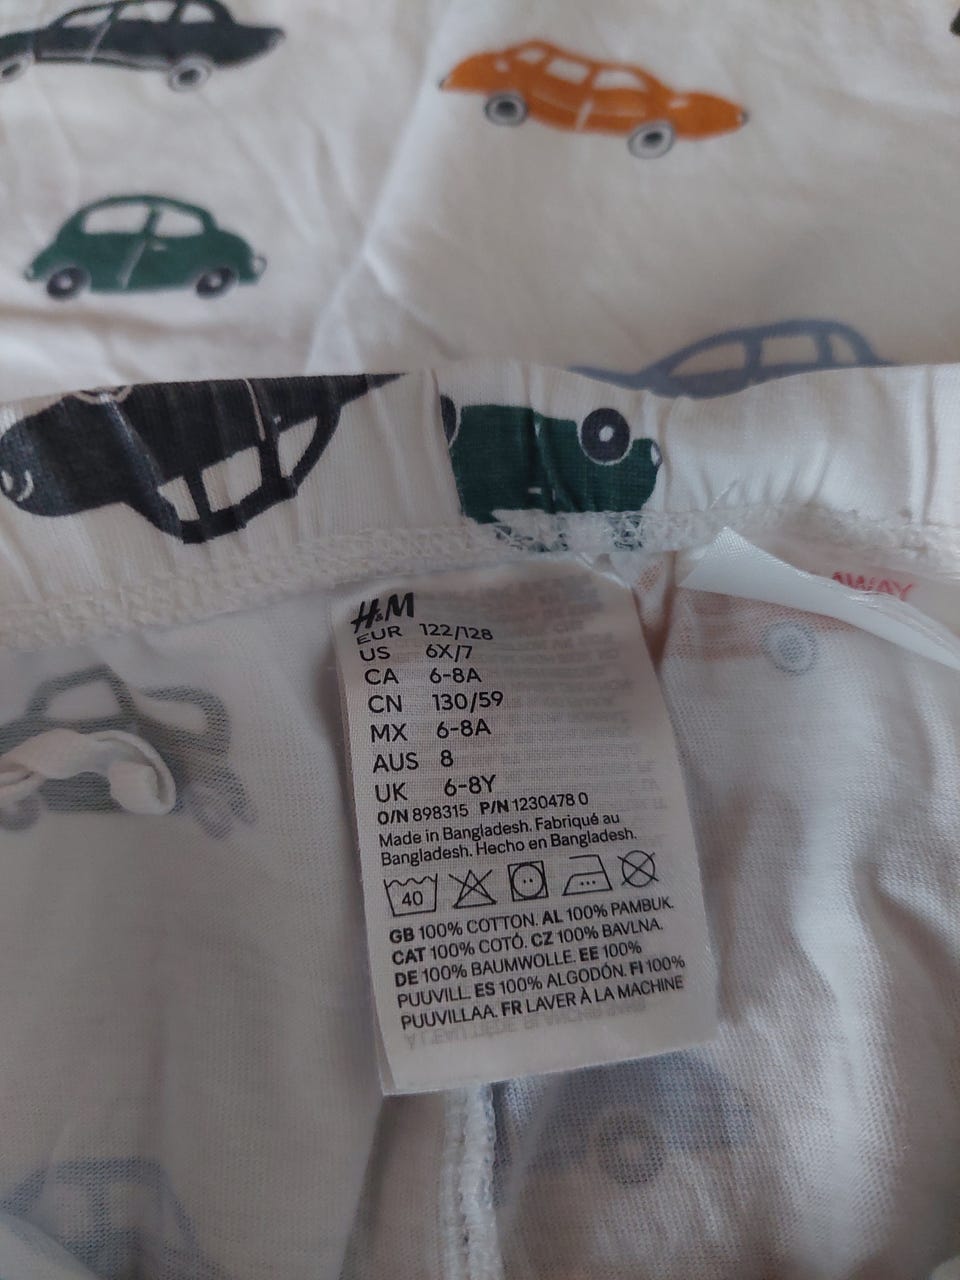 H&M
EUR 122/128
US 6X/7
CA 6-8A
CN 130/59
MX 6-8A
AUS 8
UK 6-8Y
O/N 898315 P/N 1230478 0
Made in Bangladesh. Fabriqué au
Bangladesh. Hecho en Bangladesh.
40
GB 100% COTTON. AL 100% PAMBUK.
CAT 100% COTÓ. CZ 100% BAVLNA.
DE 100% BAUMWOLLE. EE 100%
PUUVILL. ES 100% ALGODÓN. FI 100%
PUUVILLAA. FR LAVER À LA MACHINE
AWAY